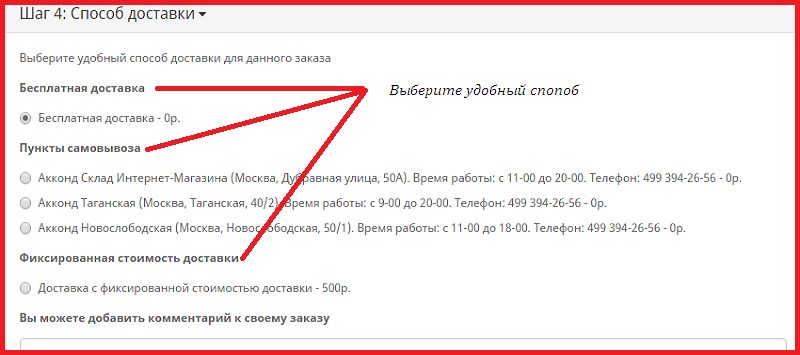 Шаг 4: Способ доставки
Выберите удобный способ доставки для данного заказа
Бесплатная доставка
Выберите удобный спопоб
Бесплатная доставка - 0р.
Пункты самовывоза
Акконд Склад Интернет-Магазина (Москва, Дубравная улица, 50А). Время работы: с 11-00 до 20-00. Телефон: 499 394-26-56 - 0р.
Акконд Таганская (Москва, Таганская, 40/2). Время работы: с 9-00 до 20-00. Телефон: 499 394-26-56 - 0р.
Акконд Новослободская (Москва, Новослободская, 50/1). Время работы: с 11-00 до 18-00. Телефон: 499 394-26-56 - 0р.
Фиксированная стоимость доставки
Доставка с фиксированной стоимостью доставки - 500р.
Вы можете добавить комментарий к своему заказу